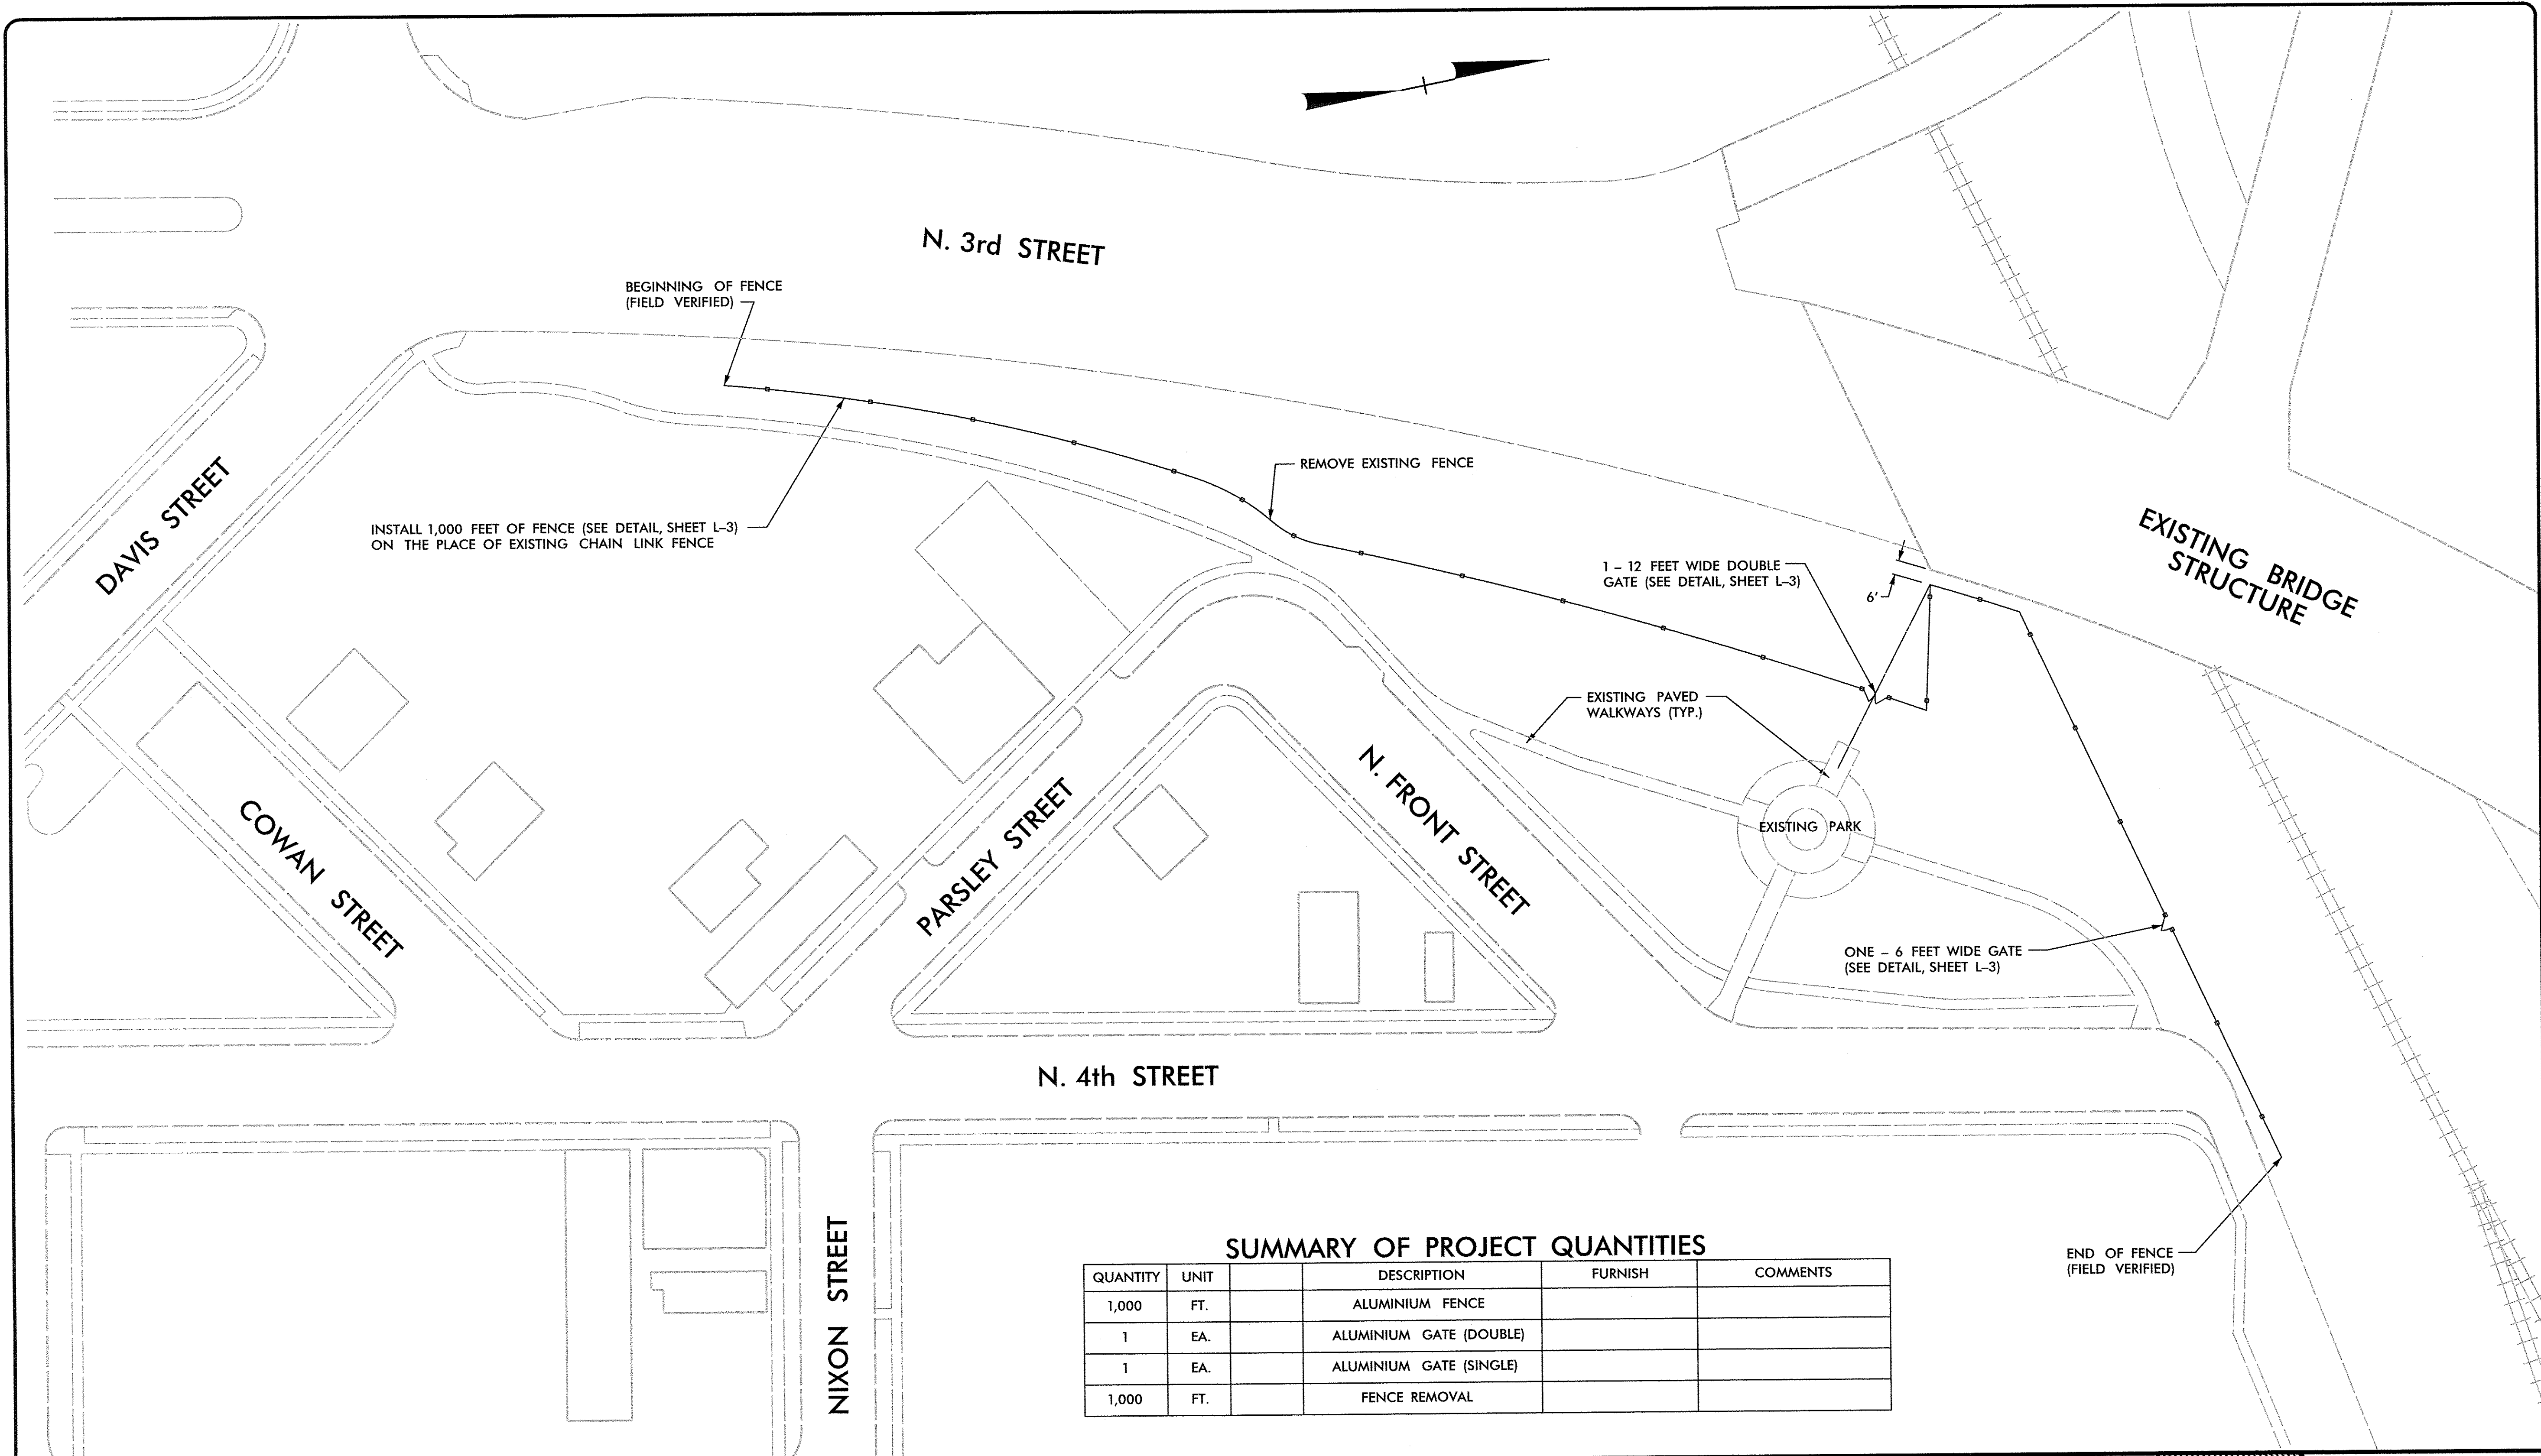 N. 3rd STREET
BEGINNING OF FENCE
(FIELD VERIFIED)
REMOVE EXISTING FENCE
INSTALL 1,000 FEET OF FENCE (SEE DETAIL, SHEET L-3)
ON THE PLACE OF EXISTING CHAIN LINK FENCE
DAVIS STREET
EXISTING BRIDGE
STRUCTURE
1 - 12 FEET WIDE DOUBLE
GATE (SEE DETAIL, SHEET L-3)
6'
EXISTING PAVED
WALKWAYS (TYP.)
COWAN STREET
PARSLEY STREET
N. FRONT STREET
EXISTING PARK
ONE - 6 FEET WIDE GATE
(SEE DETAIL, SHEET L-3)
N. 4th STREET
NIXON STREET
END OF FENCE
(FIELD VERIFIED)
SUMMARY OF PROJECT QUANTITIES
QUANTITY UNIT DESCRIPTION FURNISH COMMENTS
1,000 FT. ALUMINIUM FENCE
1 EA. ALUMINIUM GATE (DOUBLE)
1 EA. ALUMINIUM GATE (SINGLE)
1,000 FT. FENCE REMOVAL